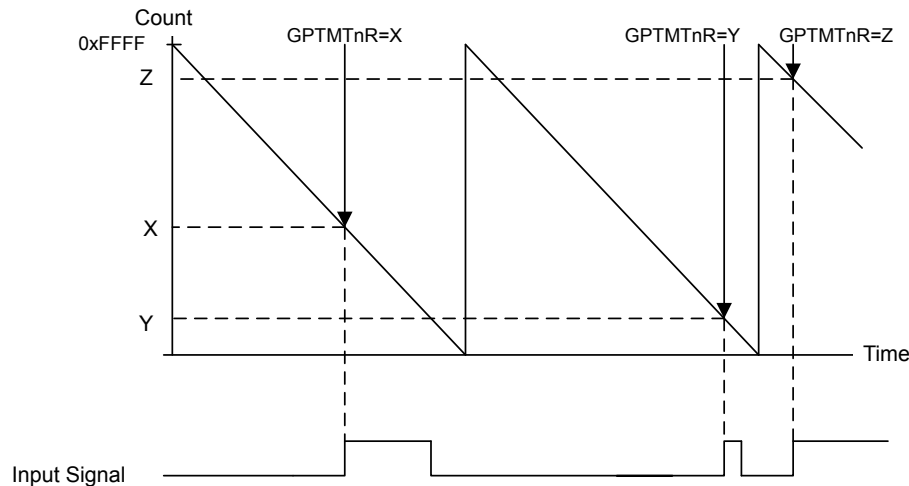 Count
0xFFFF
GPTMTnR=X
GPTMTnR=Y
GPTMTnR=Z
Z
X
Y
Time
Input Signal